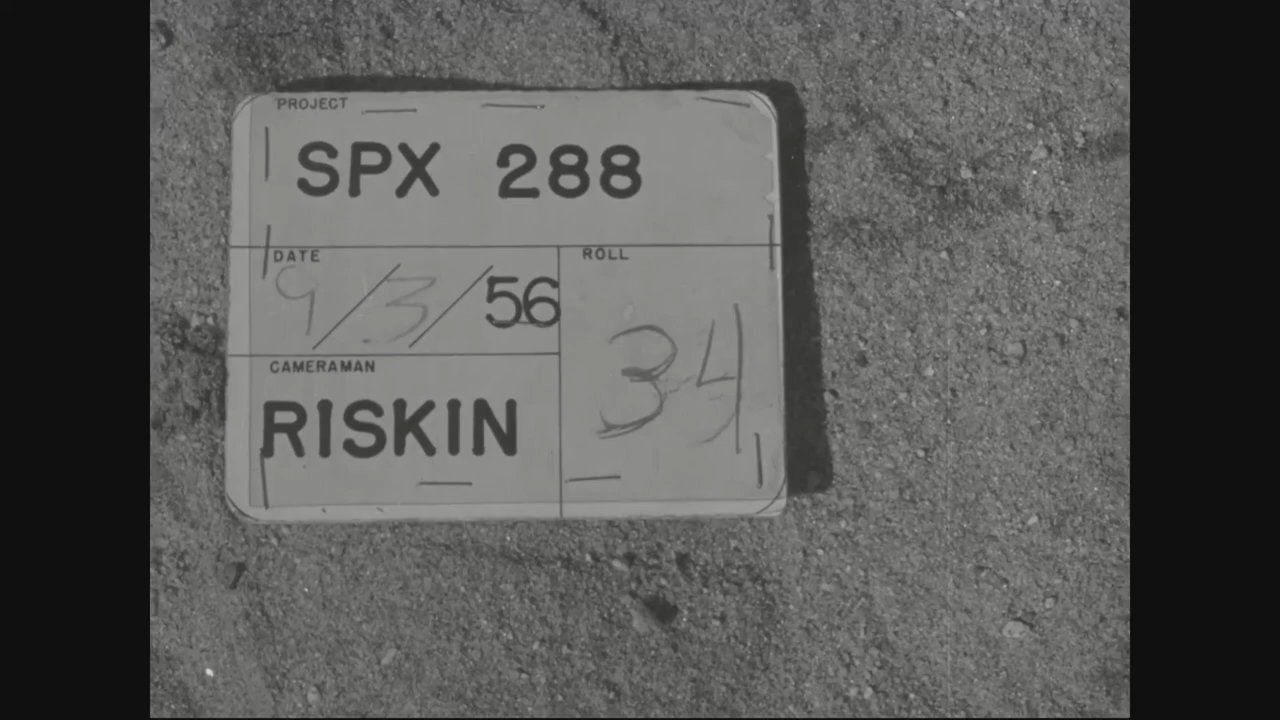 PROJECT
SPX 288
DATE
9/3/56
ROLL
34
CAMERAMAN
RISKIN